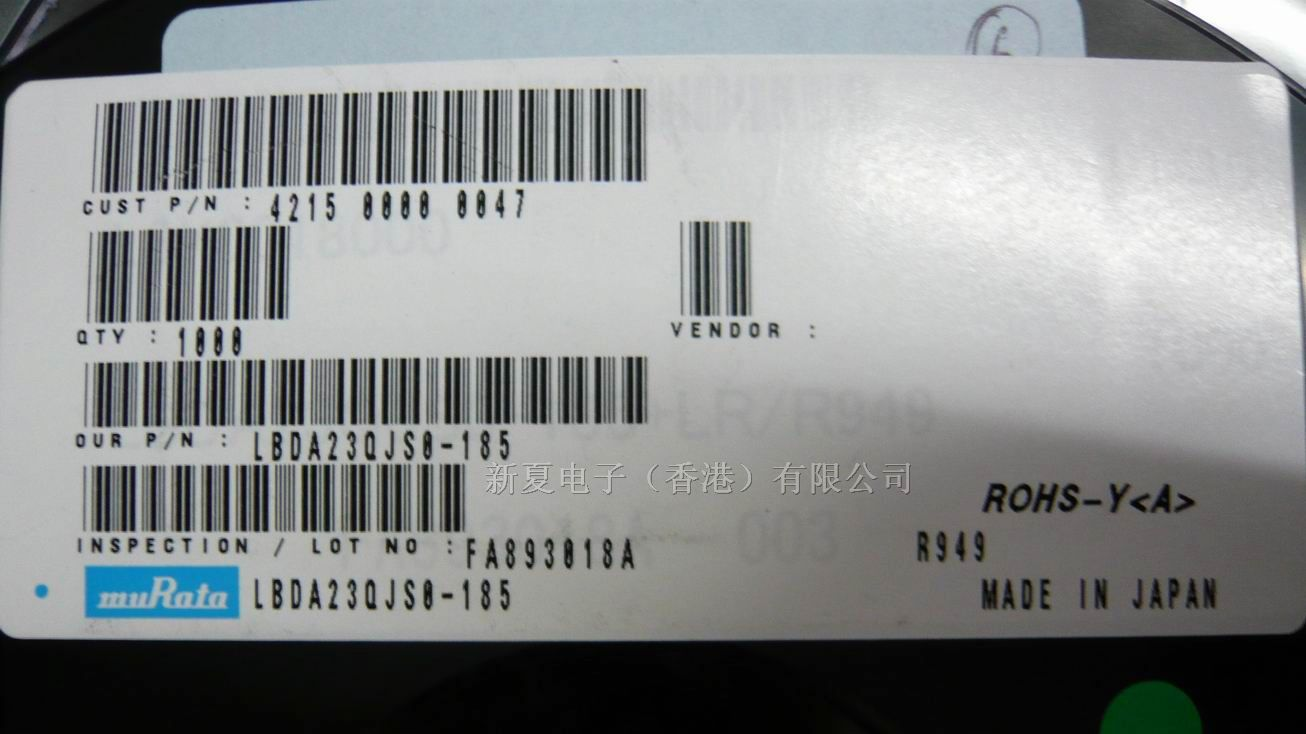 CUST P/N : 4215 0000 0047
QTY : 1000
VENDOR :
OUR P/N : LBDA23QJS0-185
新夏电子（香港）有限公司
ROHS-Y<A>
INSPECTION / LOT NO : FA893018A
R949
muRata LBDA23QJS0-185
MADE IN JAPAN